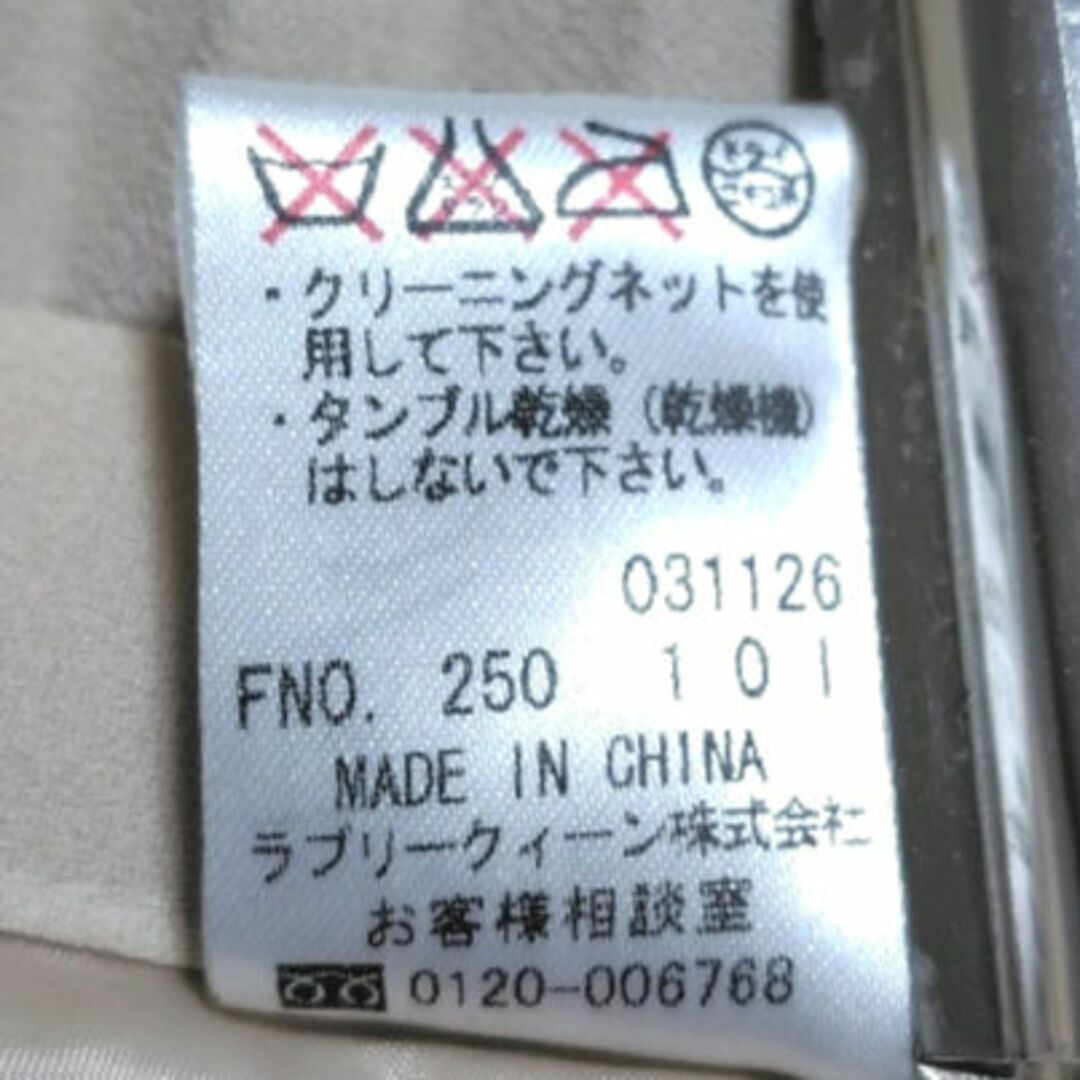 ・クリーニングネットを使
用して下さい。
・タンブル乾燥（乾燥機）
はしないで下さい。
031126
FNO. 250 101
MADE IN CHINA
ラブリークィーン株式会社
お客様相談室
0120-006768